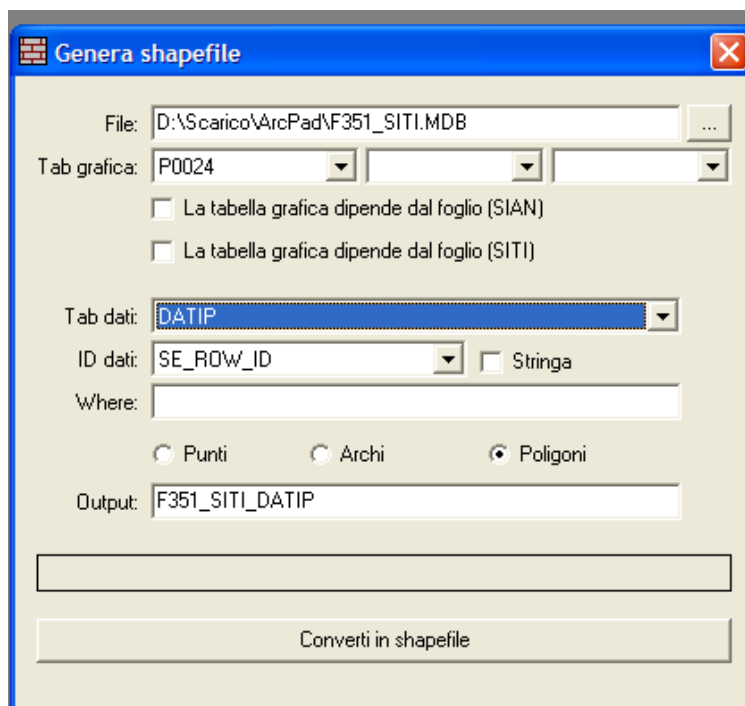 Genera shapefile
File: D:\Scarico\ArcPad\F351_SITI.MDB ...
Tab grafica: P0024
La tabella grafica dipende dal foglio (SIAN)
La tabella grafica dipende dal foglio (SITI)
Tab dati: DATIP
ID dati: SE_ROW_ID Stringa
Where:
Punti Archi Poligoni
Output: F351_SITI_DATIP
Converti in shapefile